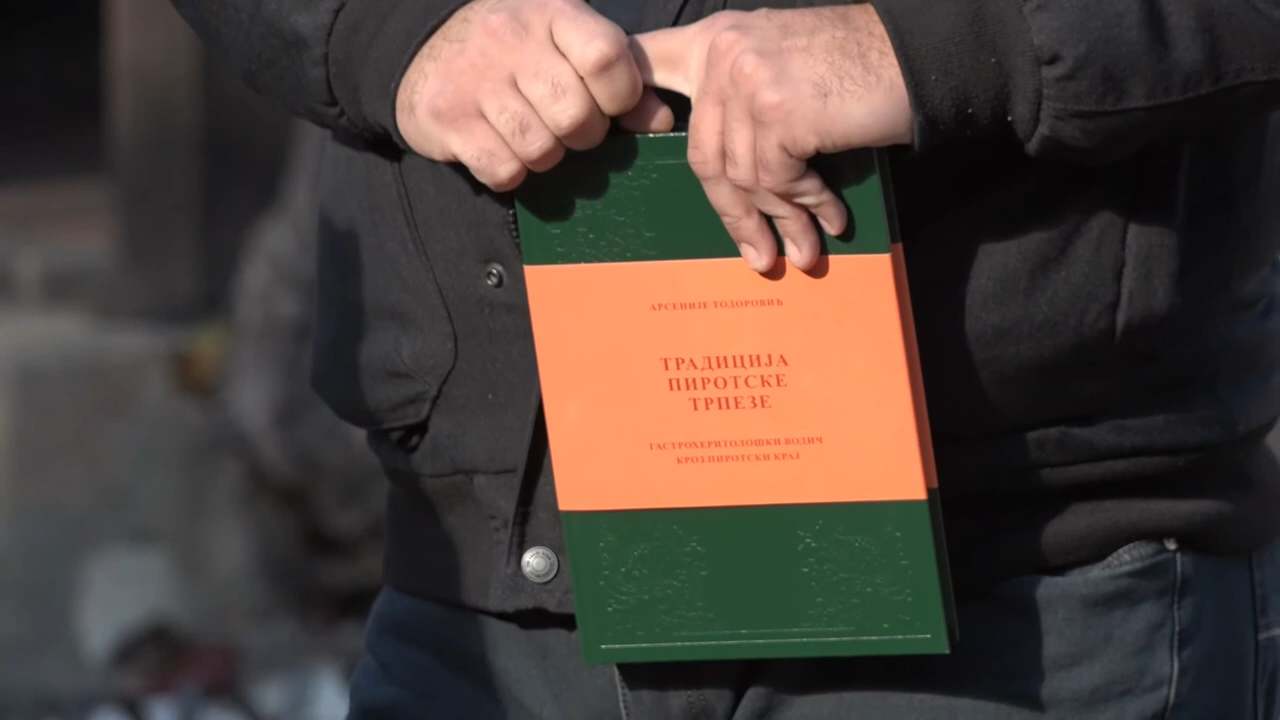 АРСЕНИЈЕ ТОДОРОВИЋ
ТРАДИЦИЈА
ПИРОТСКЕ
ТРПЕЗЕ
ГАСТРОХЕРИТОЛОШКИ ВОДИЧ
КРОЗ ПИРОТСКИ КРАЈ